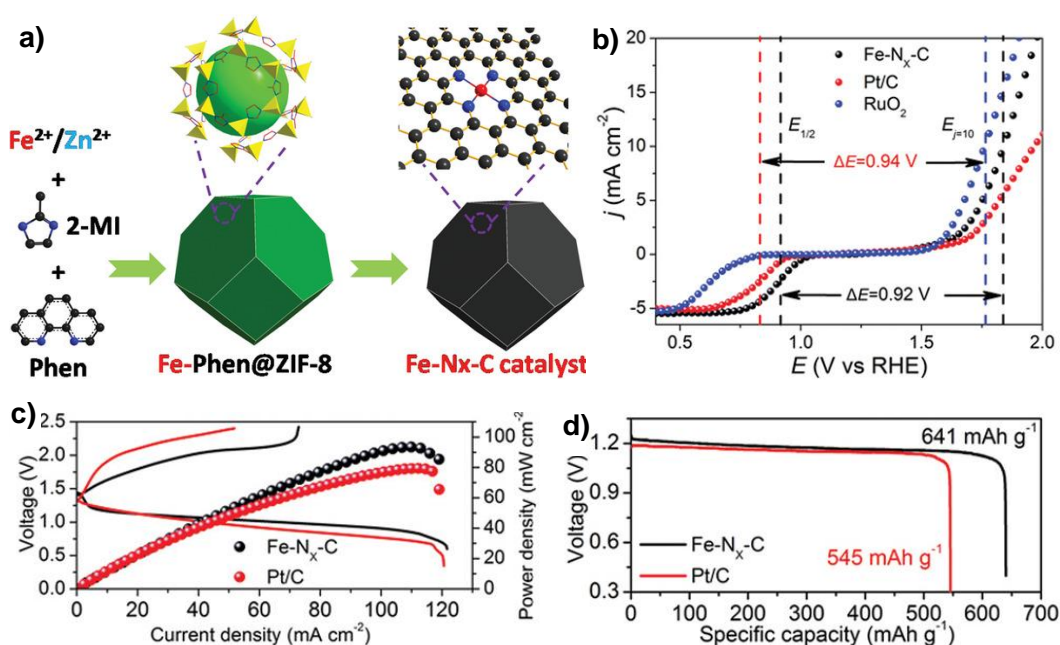 a)
Fe²⁺/Zn²⁺
+
2-MI
+
Phen
Fe-Phen@ZIF-8
Fe-Nx-C catalyst
b)
j (mA cm⁻²)
20
15
10
5
0
-5
Fe-Nₓ-C
Pt/C
RuO₂
E₁/₂
Eⱼ₌₁₀
ΔE=0.94 V
ΔE=0.92 V
0.5 1.0 1.5 2.0
E (V vs RHE)
c)
Voltage (V)
2.5
2.0
1.5
1.0
0.5
0.0
Fe-Nₓ-C
Pt/C
100
80
60
40
20
0
Power density (mW cm⁻²)
0 20 40 60 80 100 120
Current density (mA cm⁻²)
d)
Voltage (V)
1.2
0.9
0.6
0.3
641 mAh g⁻¹
Fe-Nₓ-C
Pt/C
545 mAh g⁻¹
0 100 200 300 400 500 600 700
Specific capacity (mAh g⁻¹)